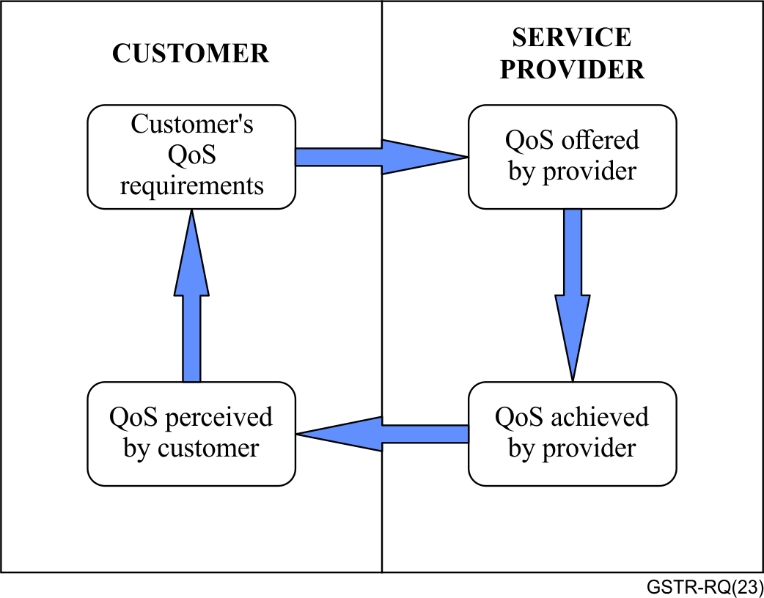 CUSTOMER
SERVICE
PROVIDER
Customer's
QoS
requirements
QoS offered
by provider
QoS perceived
by customer
QoS achieved
by provider
GSTR-RQ(23)